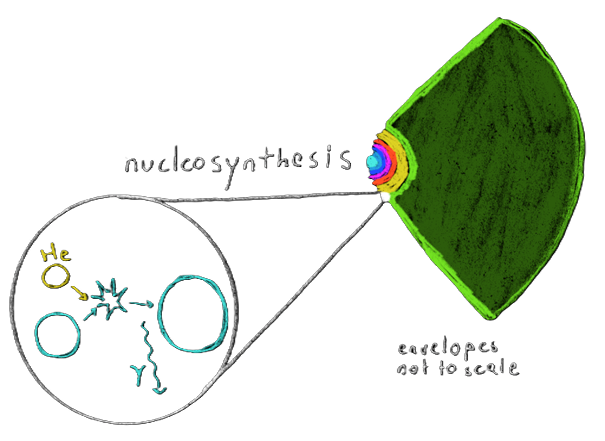 nucleosynthesis
He
γ
envelopes
not to scale